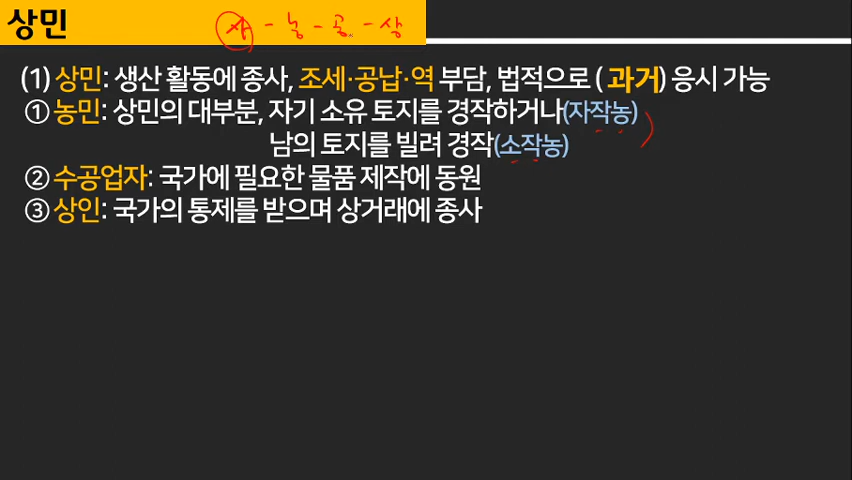 상민 사 - 농 - 공 - 상
(1) 상민: 생산 활동에 종사, 조세·공납·역 부담, 법적으로 ( 과거) 응시 가능
① 농민: 상민의 대부분, 자기 소유 토지를 경작하거나(자작농)
남의 토지를 빌려 경작(소작농)
② 수공업자: 국가에 필요한 물품 제작에 동원
③ 상인: 국가의 통제를 받으며 상거래에 종사